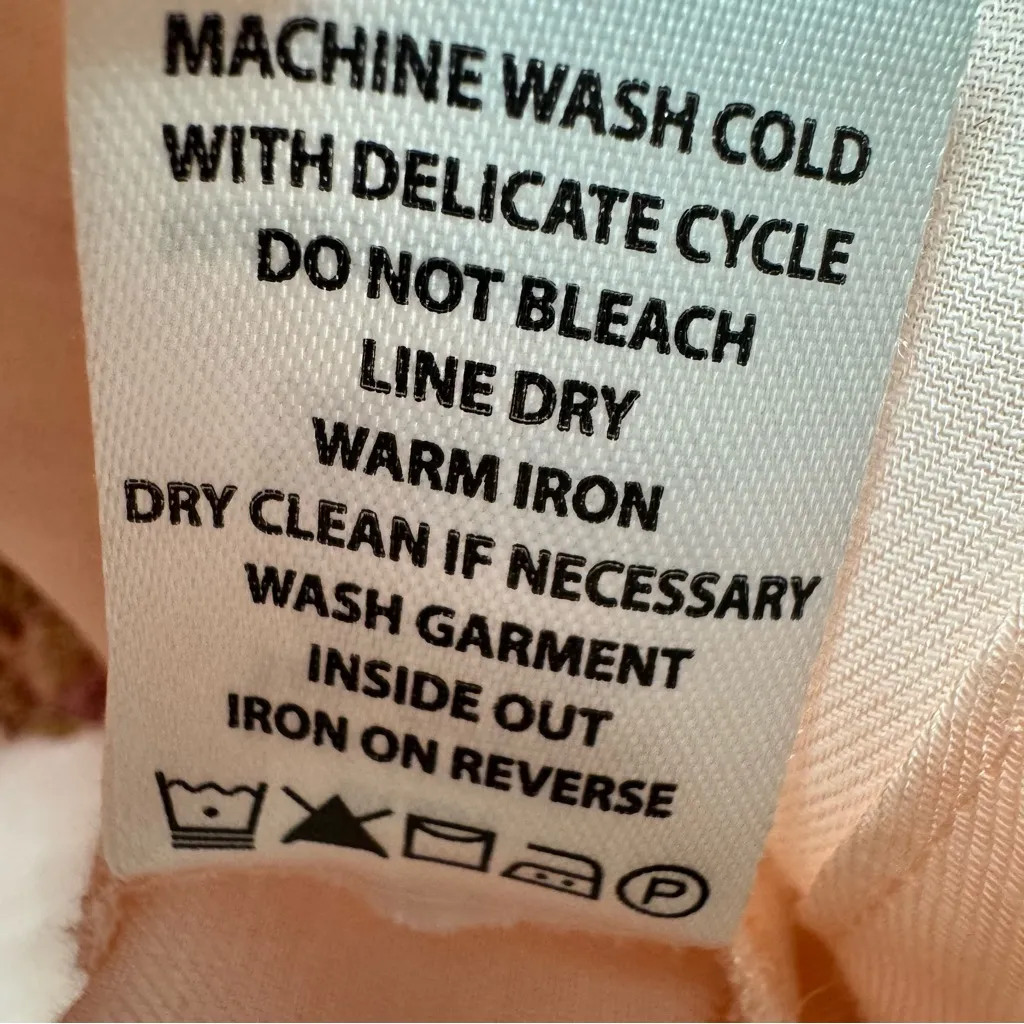 MACHINE WASH COLD
WITH DELICATE CYCLE
DO NOT BLEACH
LINE DRY
WARM IRON
DRY CLEAN IF NECESSARY
WASH GARMENT
INSIDE OUT
IRON ON REVERSE
P